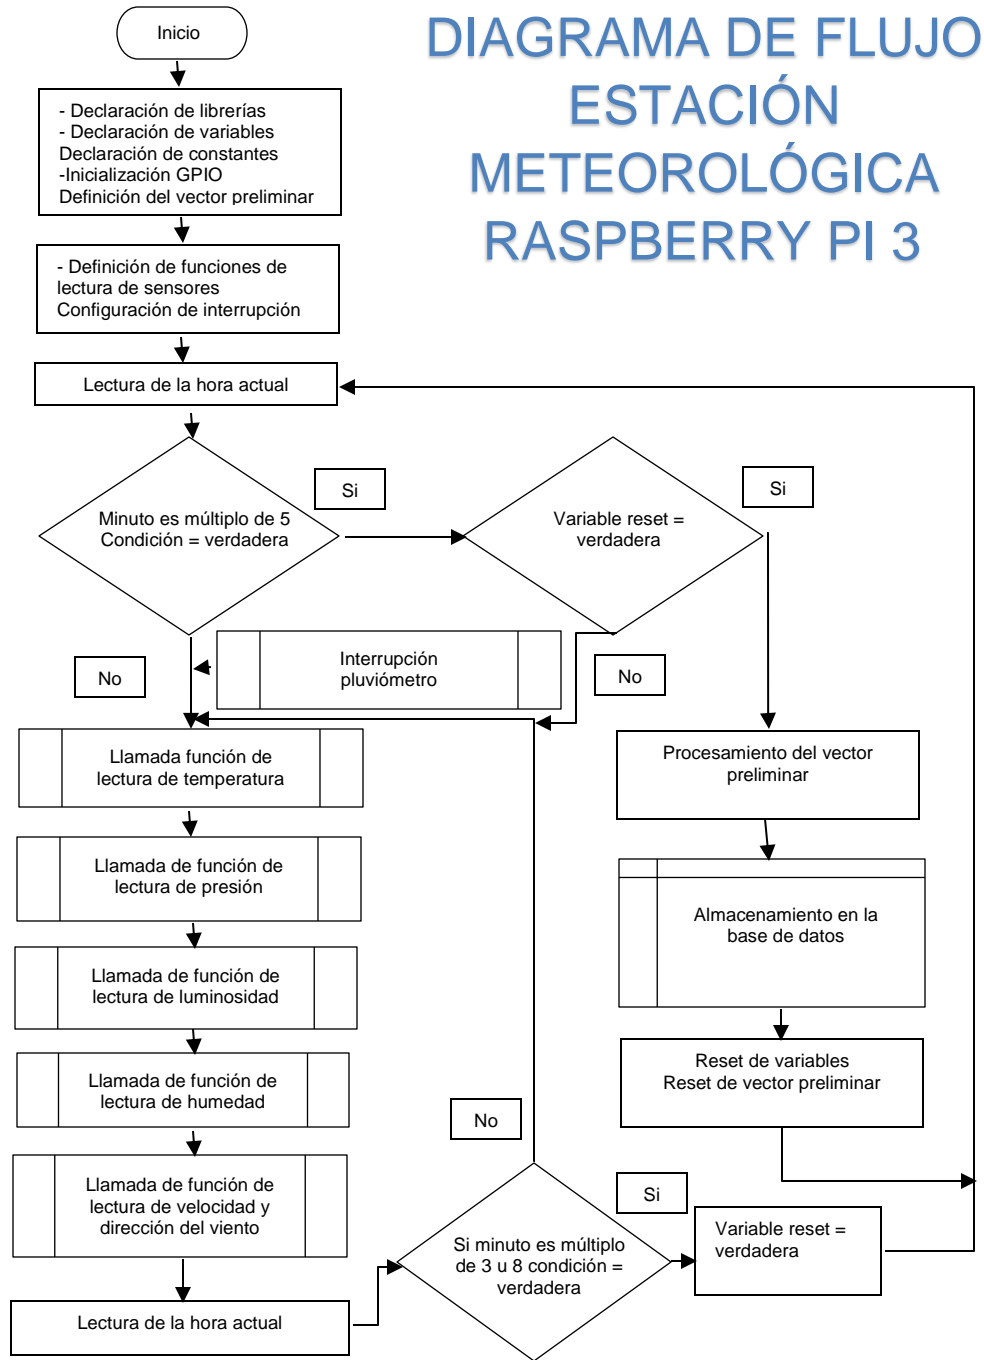 DIAGRAMA DE FLUJO
ESTACIÓN
METEOROLÓGICA
RASPBERRY PI 3
Inicio
- Declaración de librerías
- Declaración de variables
Declaración de constantes
-Inicialización GPIO
Definición del vector preliminar
- Definición de funciones de
lectura de sensores
Configuración de interrupción
Lectura de la hora actual
Minuto es múltiplo de 5
Condición = verdadera
Si
Variable reset =
verdadera
Si
No
Interrupción
pluviómetro
No
Llamada función de
lectura de temperatura
Procesamiento del vector
preliminar
Llamada de función de
lectura de presión
Almacenamiento en la
base de datos
Llamada de función de
lectura de luminosidad
Reset de variables
Reset de vector preliminar
Llamada de función de
lectura de humedad
No
Llamada de función de
lectura de velocidad y
dirección del viento
Si
Si minuto es múltiplo
de 3 u 8 condición =
verdadera
Variable reset =
verdadera
Lectura de la hora actual